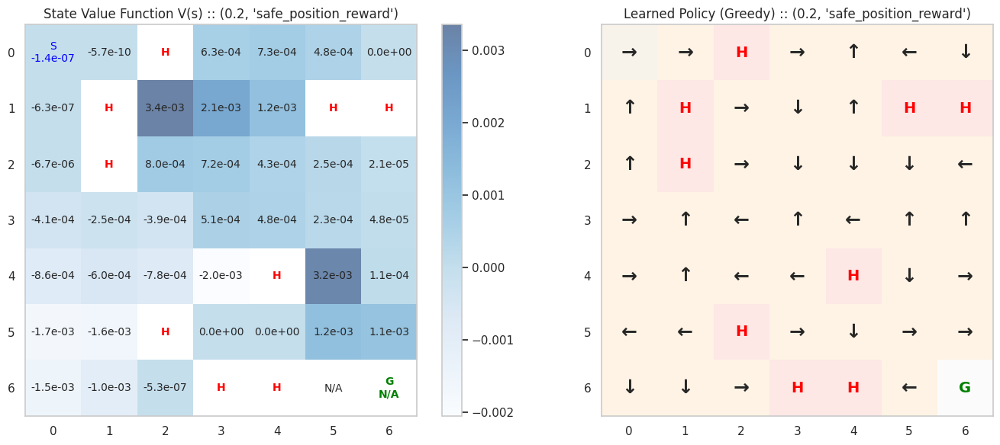 State Value Function V(s) :: (0.2, 'safe_position_reward')
0 S -1.4e-07 -5.7e-10 H 6.3e-04 7.3e-04 4.8e-04 0.0e+00
1 -6.3e-07 H 3.4e-03 2.1e-03 1.2e-03 H H
2 -6.7e-06 H 8.0e-04 7.2e-04 4.3e-04 2.5e-04 2.1e-05
3 -4.1e-04 -2.5e-04 -3.9e-04 5.1e-04 4.8e-04 2.3e-04 4.8e-05
4 -8.6e-04 -6.0e-04 -7.8e-04 -2.0e-03 H 3.2e-03 1.1e-04
5 -1.7e-03 -1.6e-03 H 0.0e+00 0.0e+00 1.2e-03 1.1e-03
6 -1.5e-03 -1.0e-03 -5.3e-07 H H N/A G N/A
0 1 2 3 4 5 6
0.003
0.002
0.001
0.000
−0.001
−0.002
Learned Policy (Greedy) :: (0.2, 'safe_position_reward')
0 → → H → ↑ ← ↓
1 ↑ H → ↓ ↑ H H
2 ↑ H → ↓ ↓ ↓ ←
3 → ↑ ← ↑ ← ↑ ↑
4 → ↑ ← ← H ↓ →
5 ← ← H → ↓ → →
6 ↓ ↓ → H H ← G
0 1 2 3 4 5 6